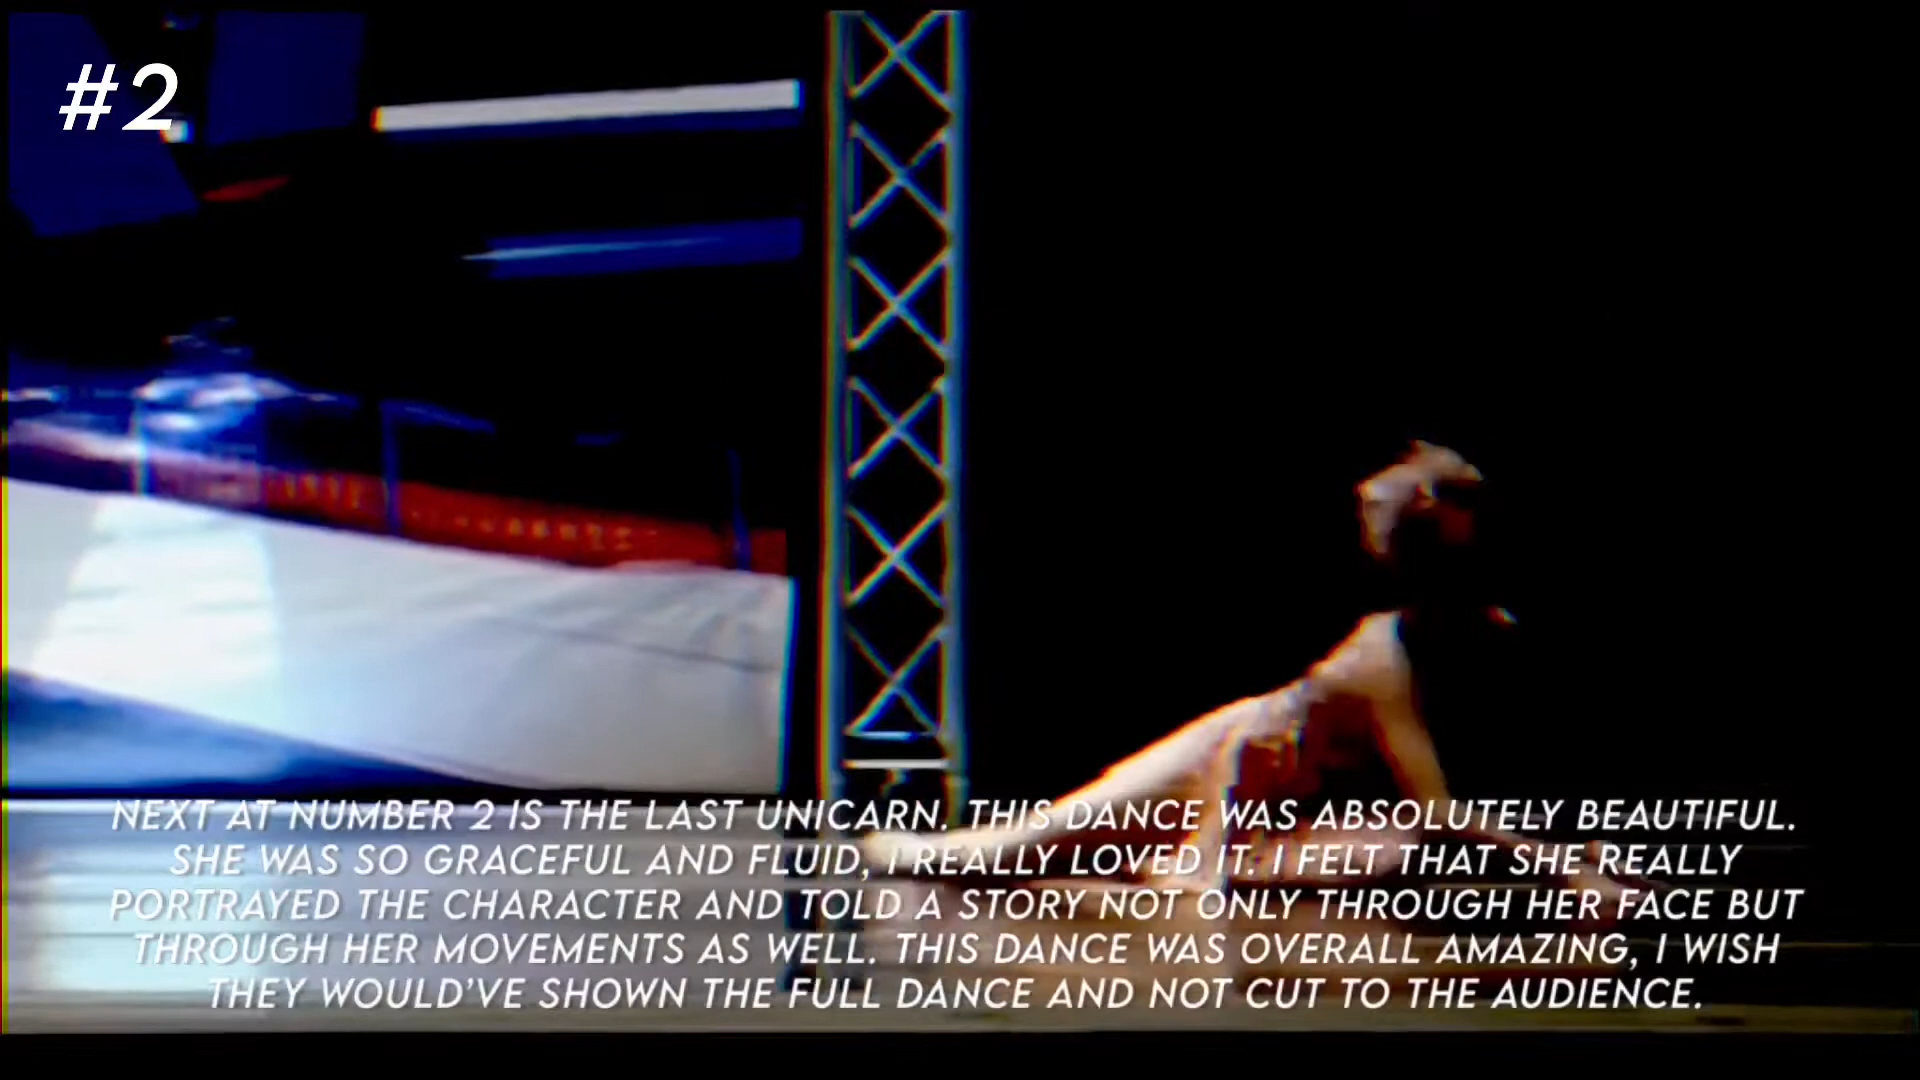 #2
NEXT AT NUMBER 2 IS THE LAST UNICARN. THIS DANCE WAS ABSOLUTELY BEAUTIFUL.
SHE WAS SO GRACEFUL AND FLUID, I REALLY LOVED IT. I FELT THAT SHE REALLY
PORTRAYED THE CHARACTER AND TOLD A STORY NOT ONLY THROUGH HER FACE BUT
THROUGH HER MOVEMENTS AS WELL. THIS DANCE WAS OVERALL AMAZING, I WISH
THEY WOULD'VE SHOWN THE FULL DANCE AND NOT CUT TO THE AUDIENCE.